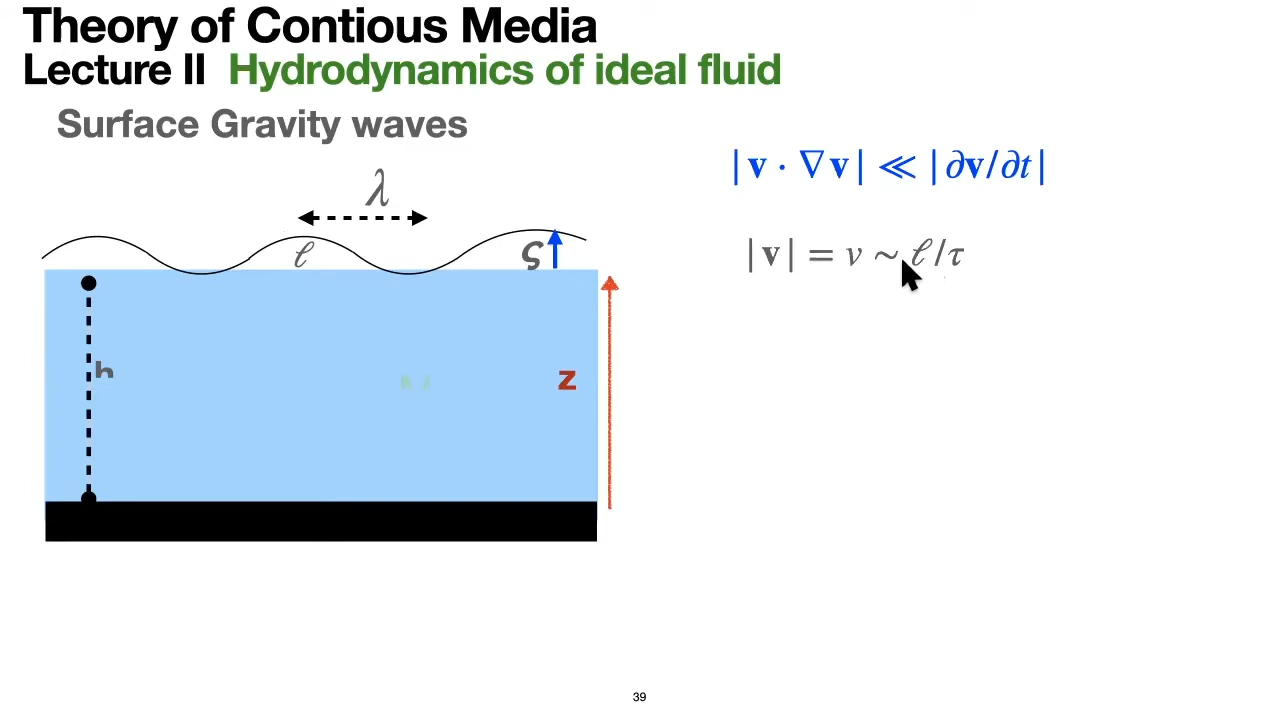 Theory of Contious Media
Lecture II Hydrodynamics of ideal fluid
Surface Gravity waves
|v · ∇v| ≪ |∂v/∂t|
λ
ℓ
ς
|v| = v ∼ ℓ/τ
h
z
39